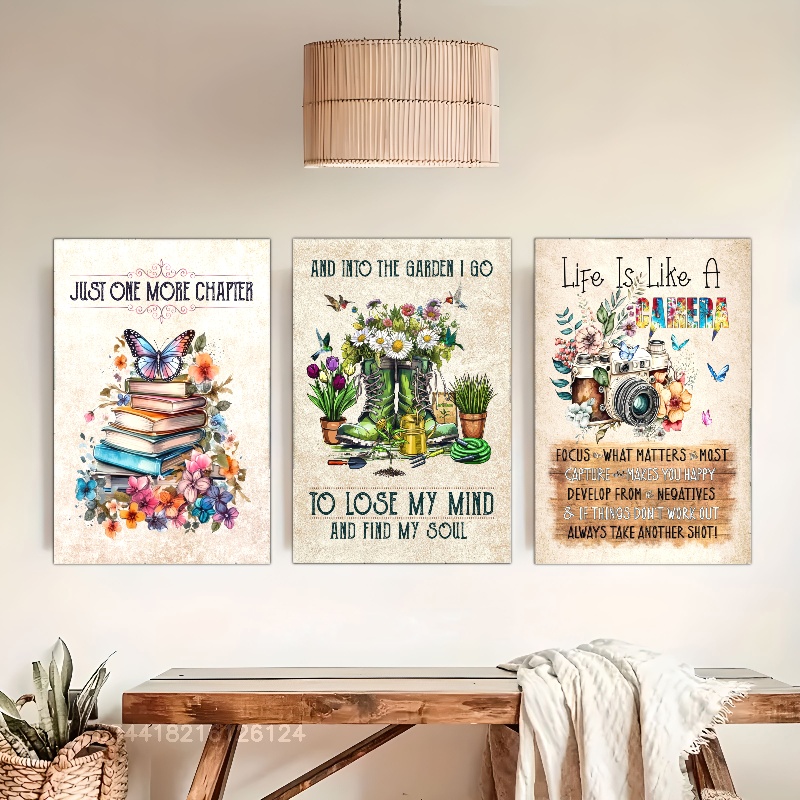 JUST ONE MORE CHAPTER
AND INTO THE GARDEN I GO
TO LOSE MY MIND
AND FIND MY SOUL
Life Is Like A
CAMERA
FOCUS ON WHAT MATTERS THE MOST
CAPTURE WHAT MAKES YOU HAPPY
DEVELOP FROM THE NEGATIVES
& IF THINGS DON'T WORK OUT
ALWAYS TAKE ANOTHER SHOT!